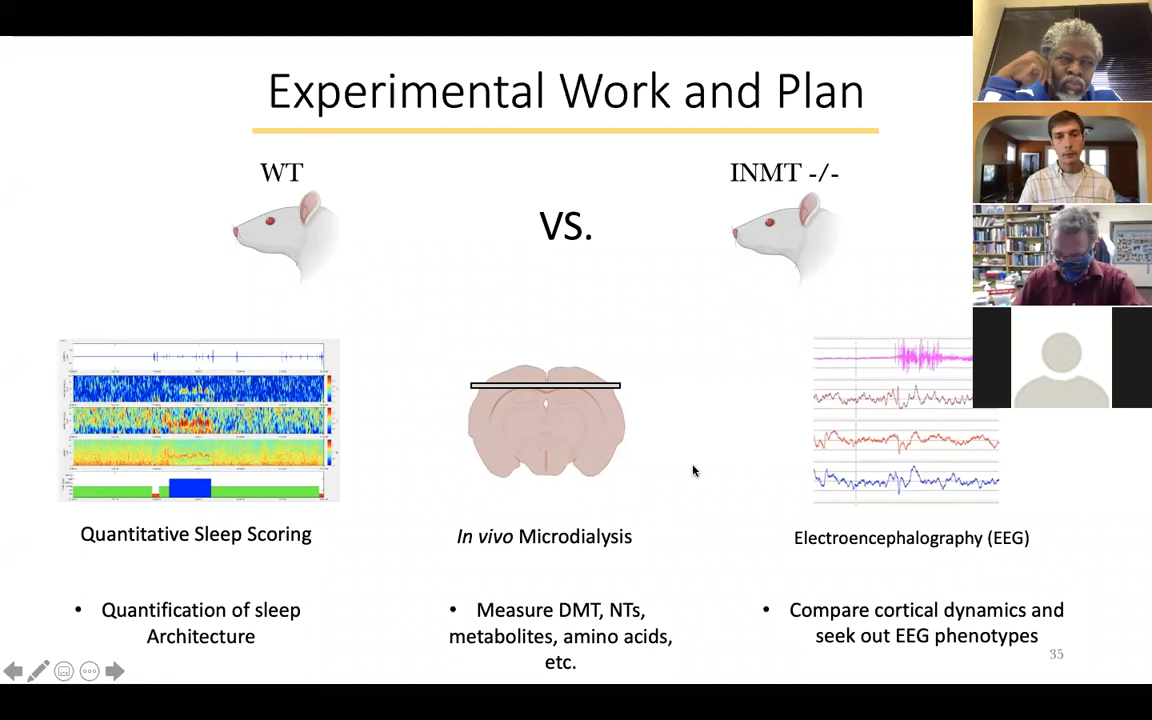 Experimental Work and Plan
WT
INMT -/-
VS.
Quantitative Sleep Scoring
In vivo Microdialysis
Electroencephalography (EEG)
• Quantification of sleep
Architecture
• Measure DMT, NTs,
metabolites, amino acids,
etc.
• Compare cortical dynamics and
seek out EEG phenotypes
35